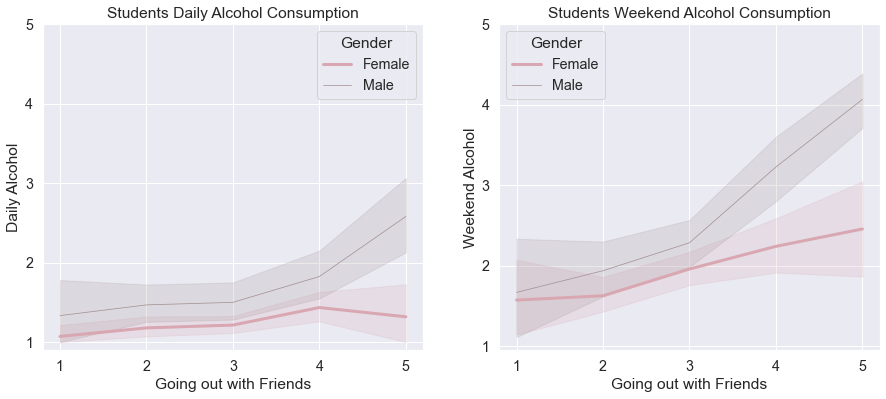 Students Daily Alcohol Consumption
5
4
3
2
1
Daily Alcohol
Gender
Female
Male
1 2 3 4 5
Going out with Friends
Students Weekend Alcohol Consumption
5
4
3
2
1
Weekend Alcohol
Gender
Female
Male
1 2 3 4 5
Going out with Friends